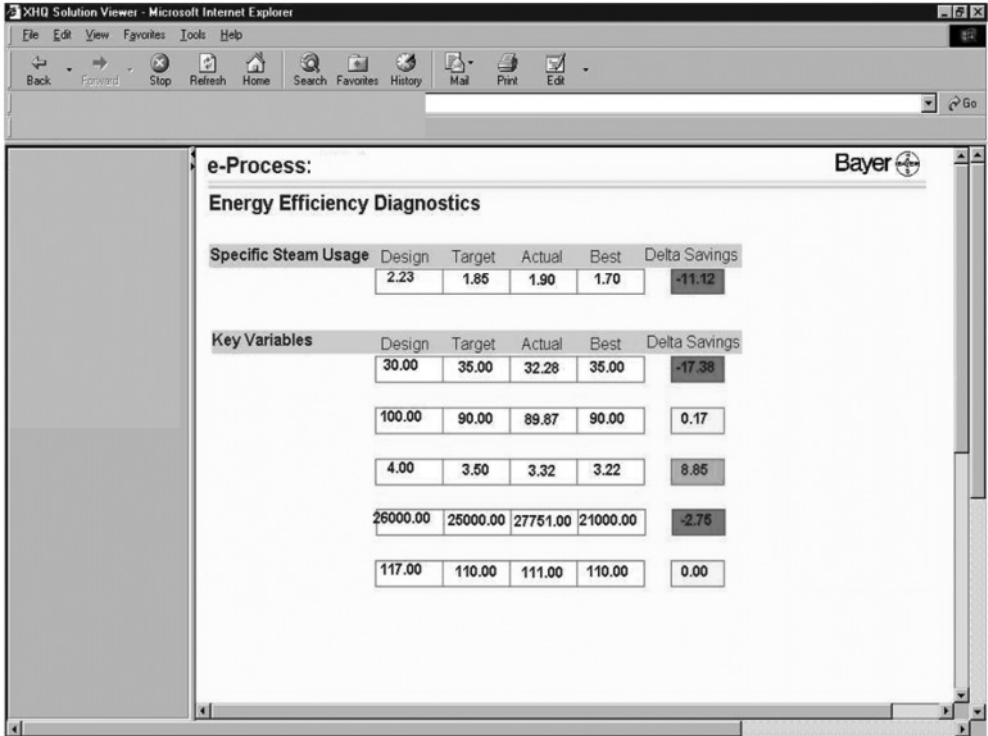 XHQ Solution Viewer - Microsoft Internet Explorer
File Edit View Favorites Tools Help
Back Forward Stop Refresh Home Search Favorites History Mail Print Edit
Go
e-Process: Bayer
Energy Efficiency Diagnostics
Specific Steam Usage Design Target Actual Best Delta Savings
2.23 1.85 1.90 1.70 -11.12
Key Variables Design Target Actual Best Delta Savings
30.00 35.00 32.28 35.00 -17.38
100.00 90.00 89.87 90.00 0.17
4.00 3.50 3.32 3.22 8.85
26000.00 25000.00 27751.00 21000.00 -2.75
117.00 110.00 111.00 110.00 0.00